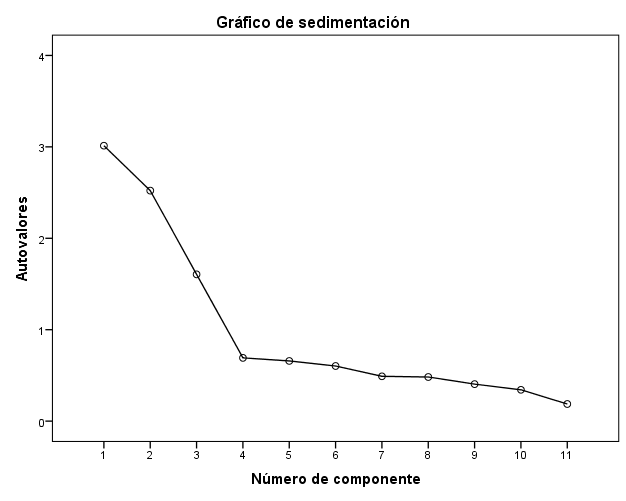 Gráfico de sedimentación
4
3
2
1
0
Autovalores
1 2 3 4 5 6 7 8 9 10 11
Número de componente